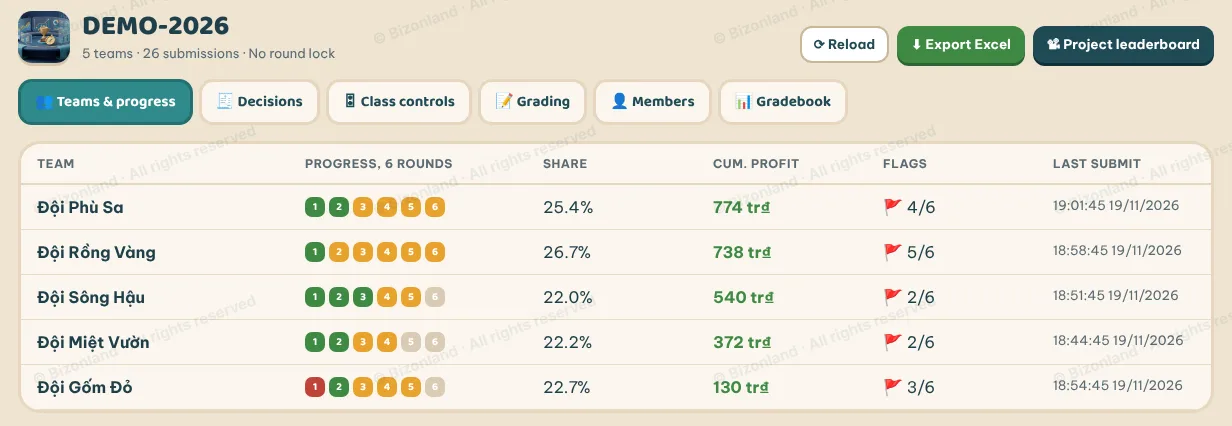 DEMO-2026
5 teams · 26 submissions · No round lock
⟳ Reload
⬇ Export Excel
📽 Project leaderboard
👥 Teams & progress
🧾 Decisions
🎛 Class controls
📝 Grading
👤 Members
📊 Gradebook
TEAM PROGRESS, 6 ROUNDS SHARE CUM. PROFIT FLAGS LAST SUBMIT
Đội Phù Sa 1 2 3 4 5 6 25.4% 774 trđ 🚩 4/6 19:01:45 19/11/2026
Đội Rồng Vàng 1 2 3 4 5 6 26.7% 738 trđ 🚩 5/6 18:58:45 19/11/2026
Đội Sông Hậu 1 2 3 4 5 6 22.0% 540 trđ 🚩 2/6 18:51:45 19/11/2026
Đội Miệt Vườn 1 2 3 4 5 6 22.2% 372 trđ 🚩 2/6 18:44:45 19/11/2026
Đội Gốm Đỏ 1 2 3 4 5 6 22.7% 130 trđ 🚩 3/6 18:54:45 19/11/2026
© Bizonland · All rights reserved